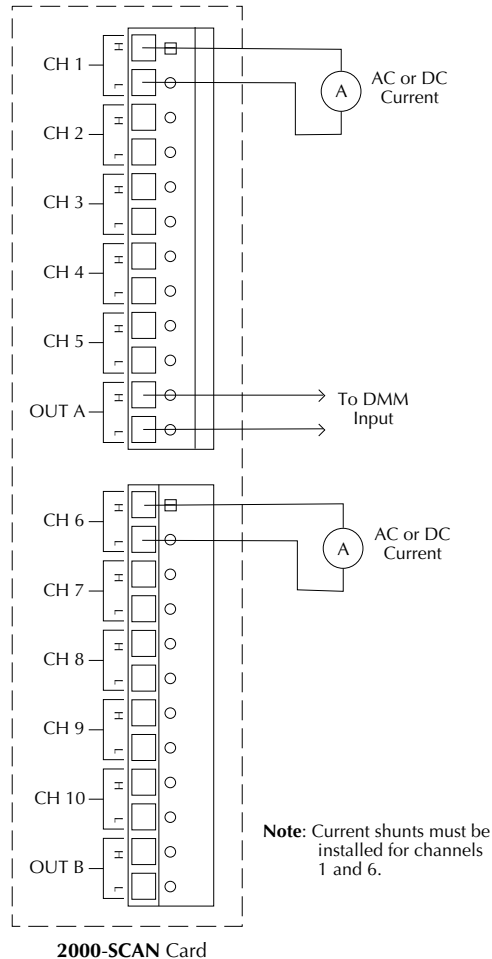 CH 1
H
L
A
AC or DC
Current
CH 2
H
L
CH 3
H
L
CH 4
H
L
CH 5
H
L
OUT A
H
L
To DMM
Input
CH 6
H
L
A
AC or DC
Current
CH 7
H
L
CH 8
H
L
CH 9
H
L
CH 10
H
L
OUT B
H
L
Note: Current shunts must be
installed for channels
1 and 6.
2000-SCAN Card